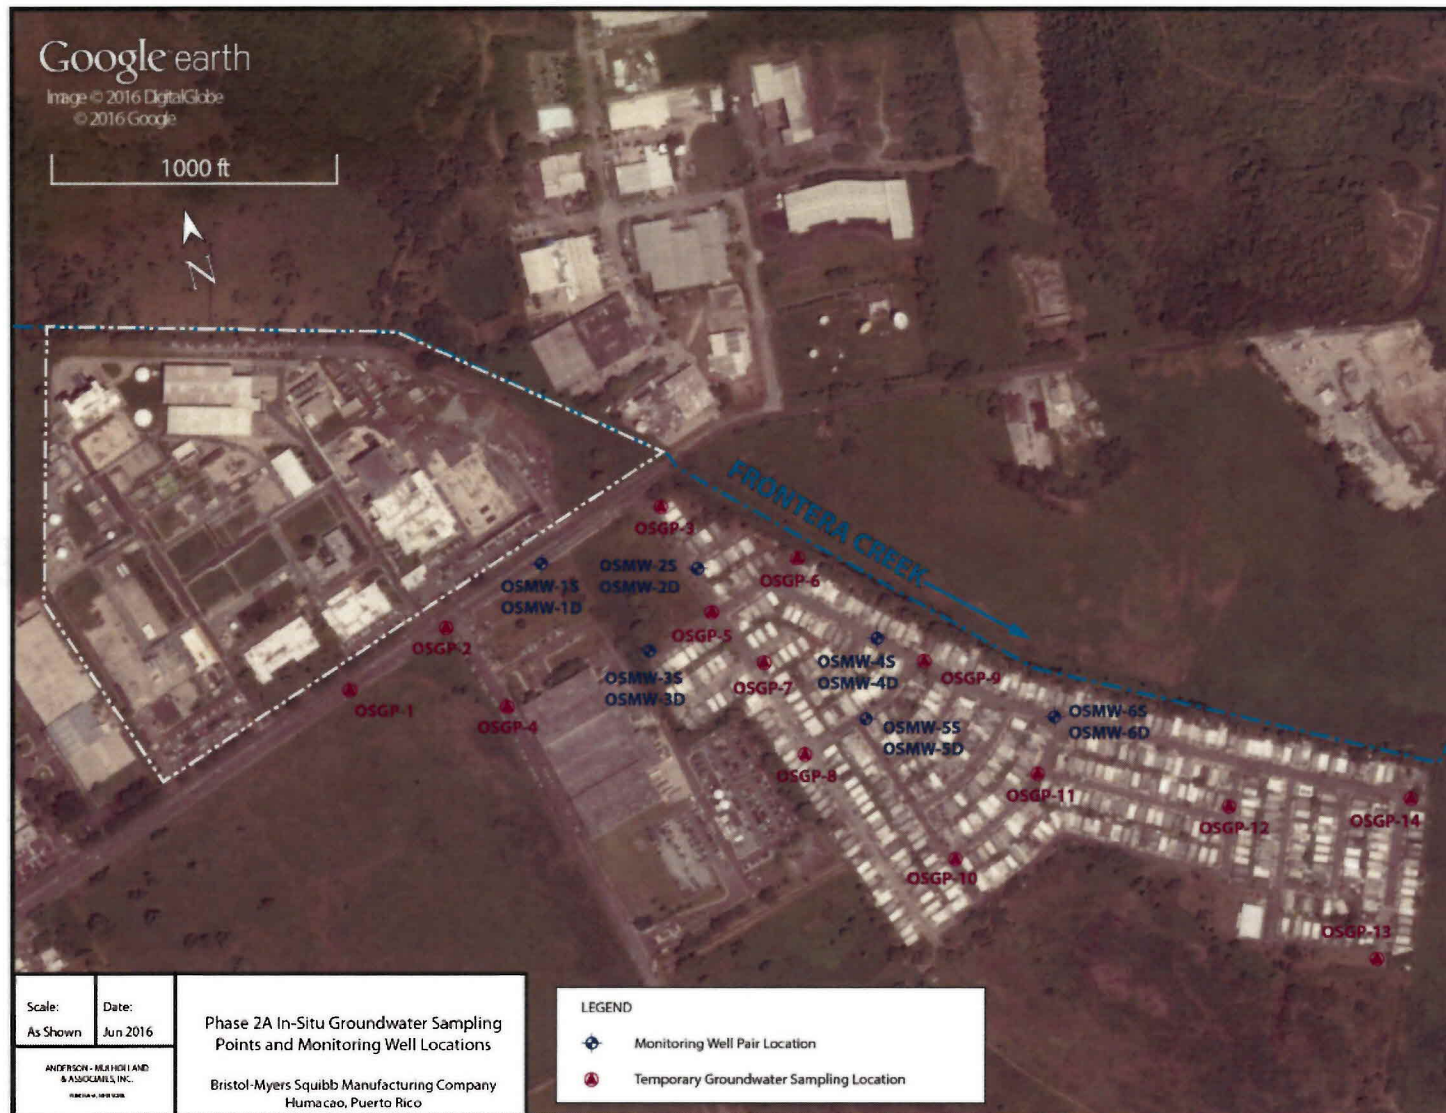 Google earth
Image © 2016 DigitalGlobe
© 2016 Google
1000 ft
N
FRONTERA CREEK
OSGP-3
OSMW-1S
OSMW-1D
OSMW-2S
OSMW-2D
OSGP-6
OSGP-2
OSGP-5
OSMW-3S
OSMW-3D
OSGP-7
OSMW-4S
OSMW-4D
OSGP-9
OSGP-1
OSGP-4
OSMW-5S
OSMW-5D
OSMW-6S
OSMW-6D
OSGP-8
OSGP-11
OSGP-12
OSGP-14
OSGP-10
OSGP-13
Scale:
As Shown
Date:
Jun 2016
ANDERSON - MULHOLLAND
& ASSOCIATES, INC.
Phase 2A In-Situ Groundwater Sampling
Points and Monitoring Well Locations
Bristol-Myers Squibb Manufacturing Company
Humacao, Puerto Rico
LEGEND
Monitoring Well Pair Location
Temporary Groundwater Sampling Location